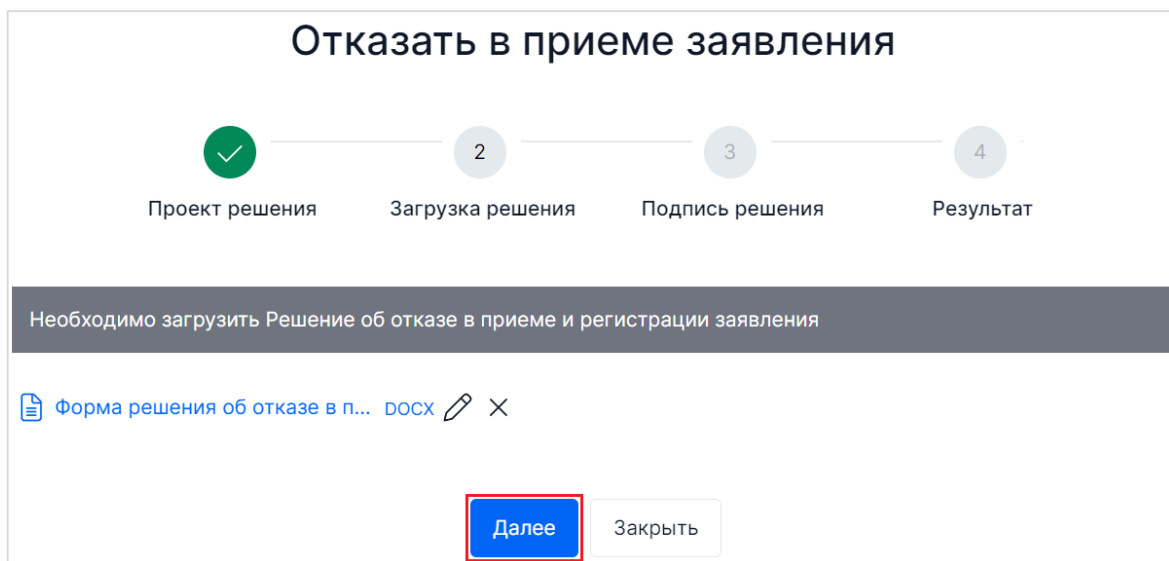 Отказать в приеме заявления
2 3 4
Проект решения Загрузка решения Подпись решения Результат
Необходимо загрузить Решение об отказе в приеме и регистрации заявления
Форма решения об отказе в п... DOCX
Далее Закрыть